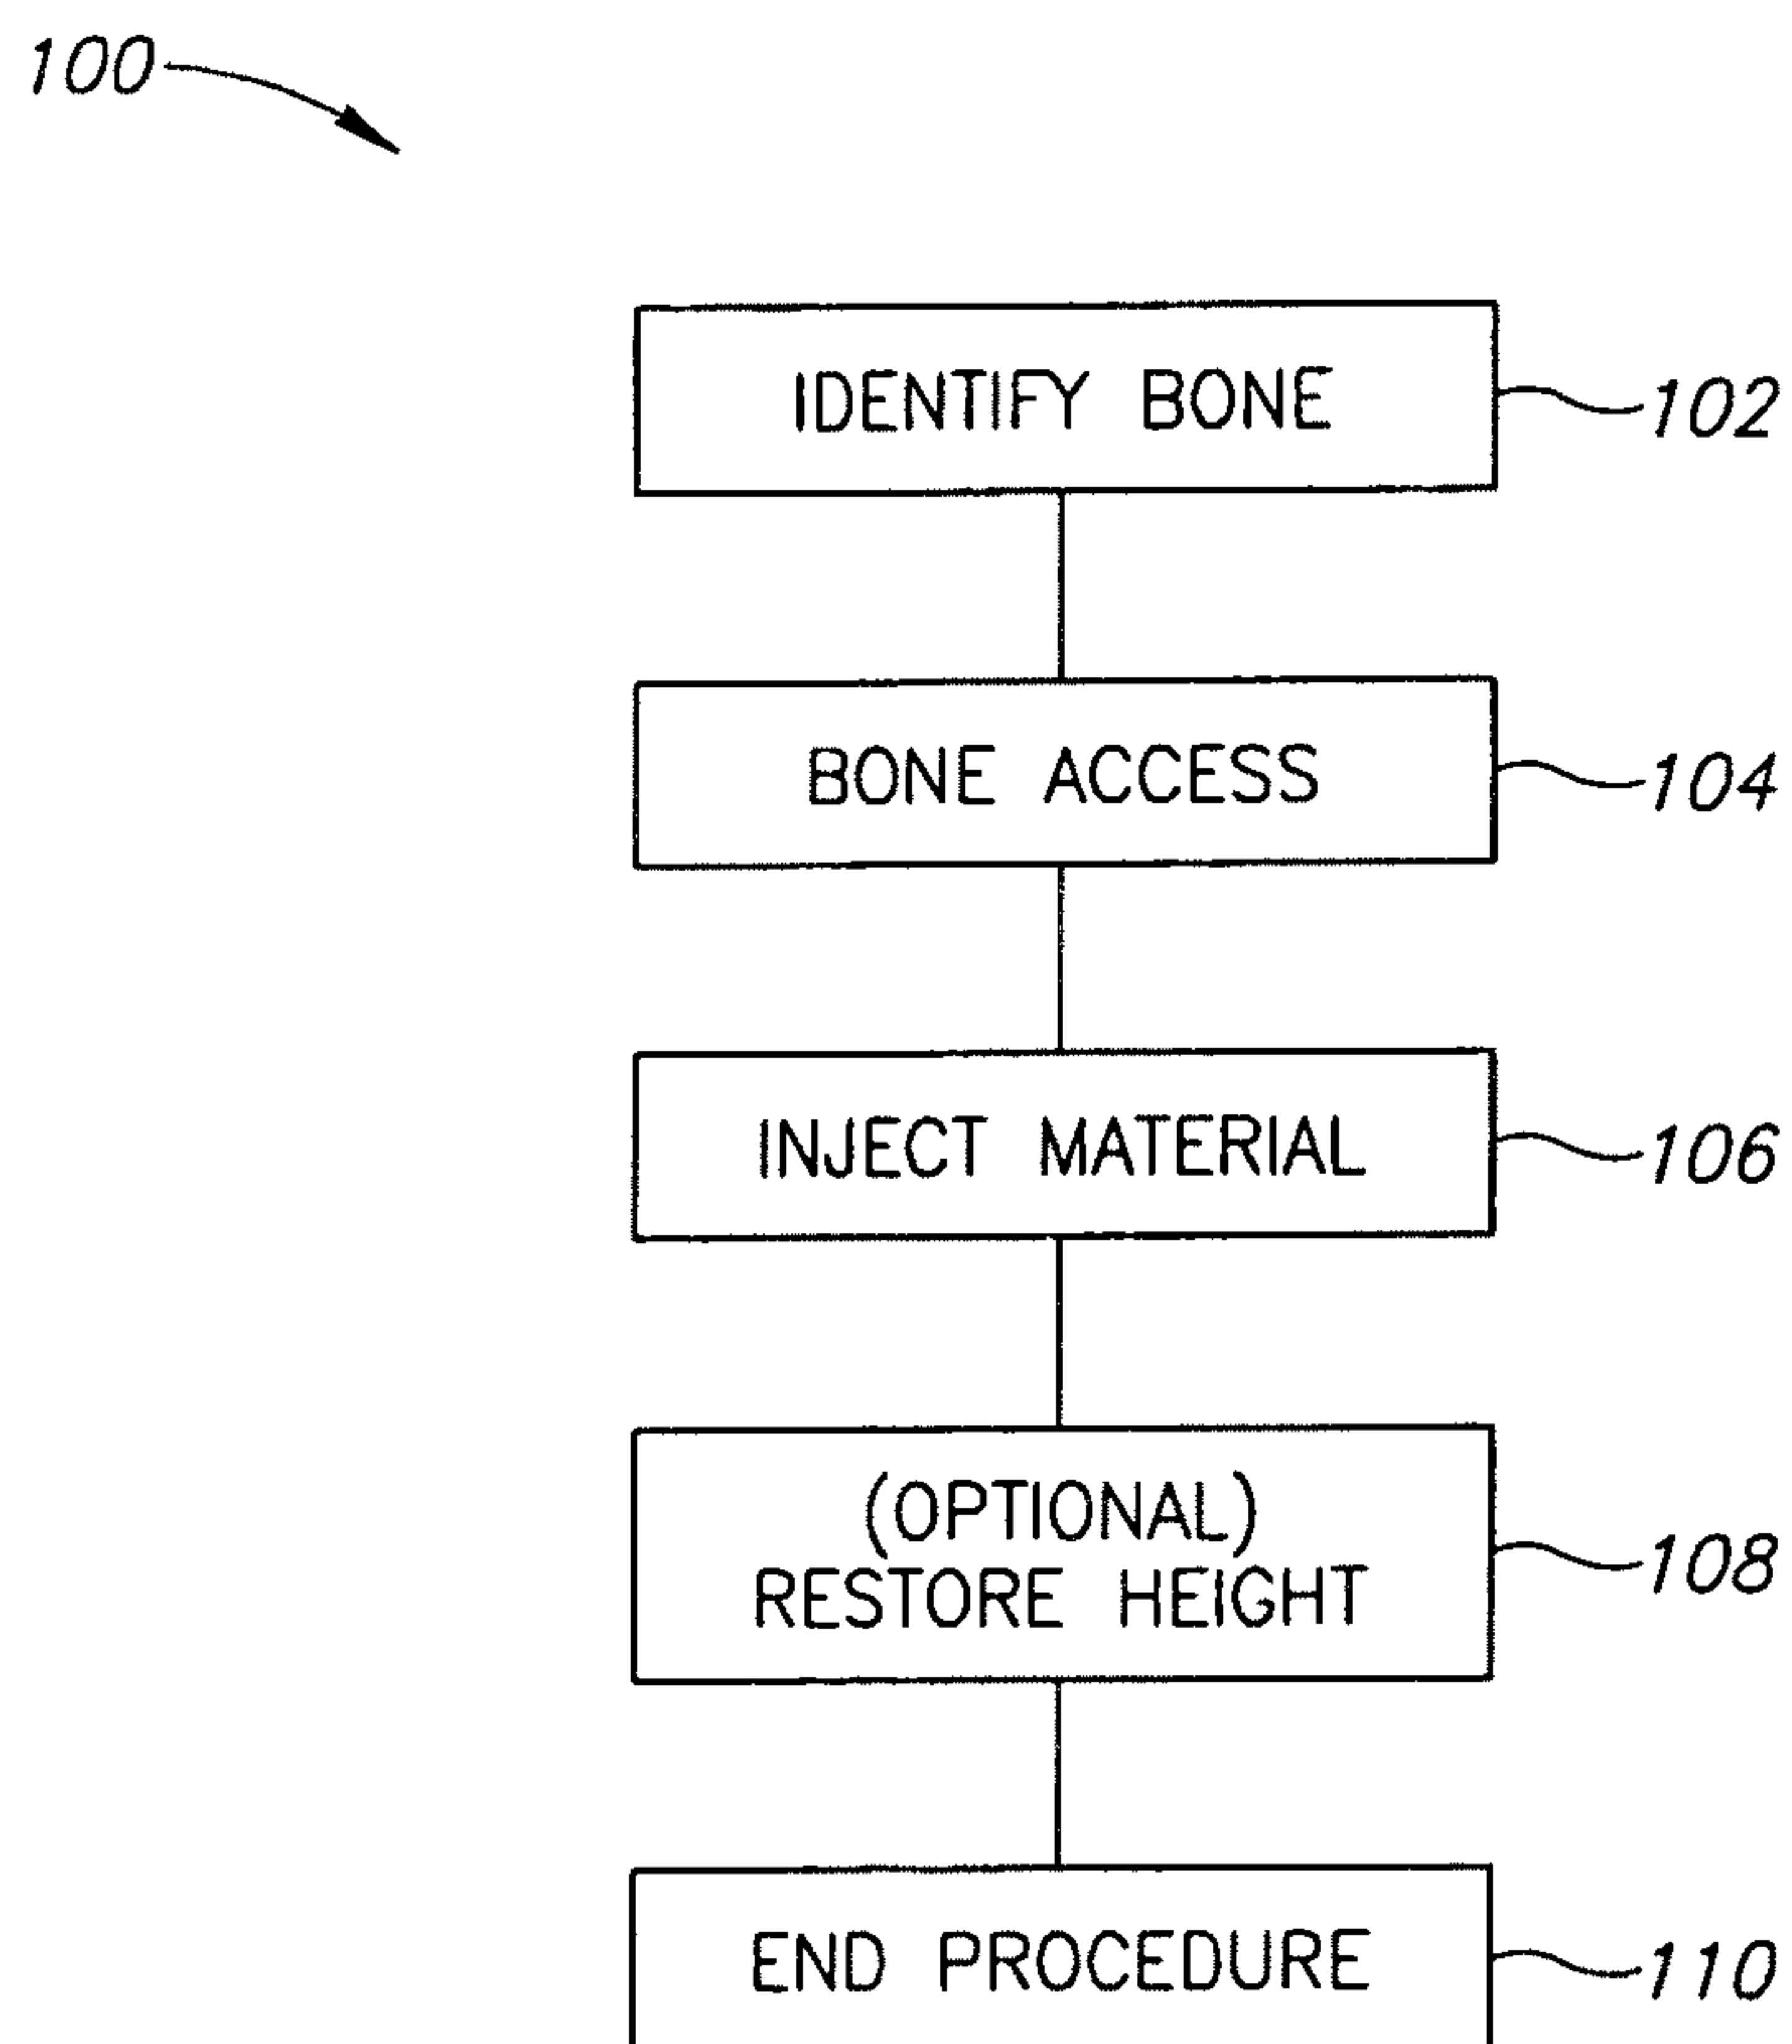 100
IDENTIFY BONE
102
BONE ACCESS
104
INJECT MATERIAL
106
(OPTIONAL)
RESTORE HEIGHT
108
END PROCEDURE
110